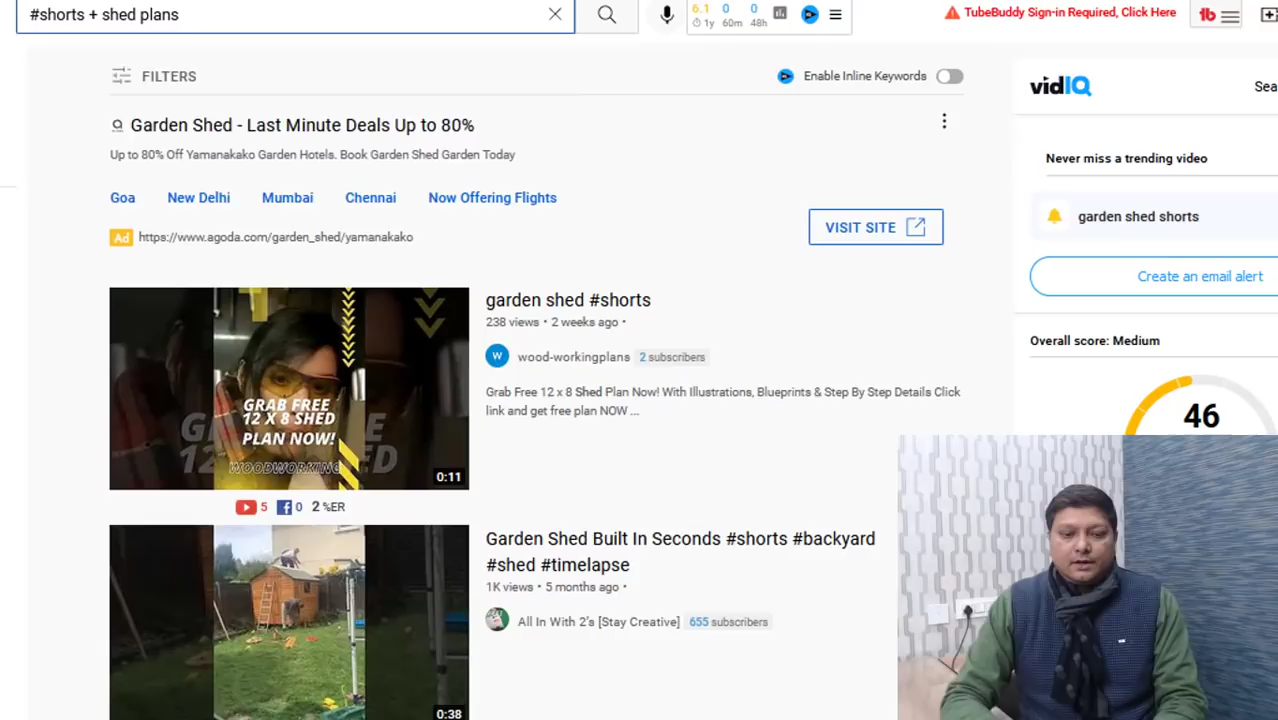 #shorts + shed plans
6.1 0 0
1y 60m 48h
TubeBuddy Sign-in Required, Click Here
tb
FILTERS
Enable Inline Keywords
vidIQ
Sea
Garden Shed - Last Minute Deals Up to 80%
Up to 80% Off Yamanakako Garden Hotels. Book Garden Shed Garden Today
Never miss a trending video
Goa New Delhi Mumbai Chennai Now Offering Flights
garden shed shorts
VISIT SITE
Ad https://www.agoda.com/garden_shed/yamanakako
Create an email alert
garden shed #shorts
238 views • 2 weeks ago •
Overall score: Medium
W wood-workingplans 2 subscribers
Grab Free 12 x 8 Shed Plan Now! With Illustrations, Blueprints & Step By Step Details Click
link and get free plan NOW ...
46
GRAB FREE
12 X 8 SHED
PLAN NOW!
WOODWORKING
0:11
5 0 2 %ER
Garden Shed Built In Seconds #shorts #backyard
#shed #timelapse
1K views • 5 months ago •
All In With 2's [Stay Creative] 655 subscribers
0:38